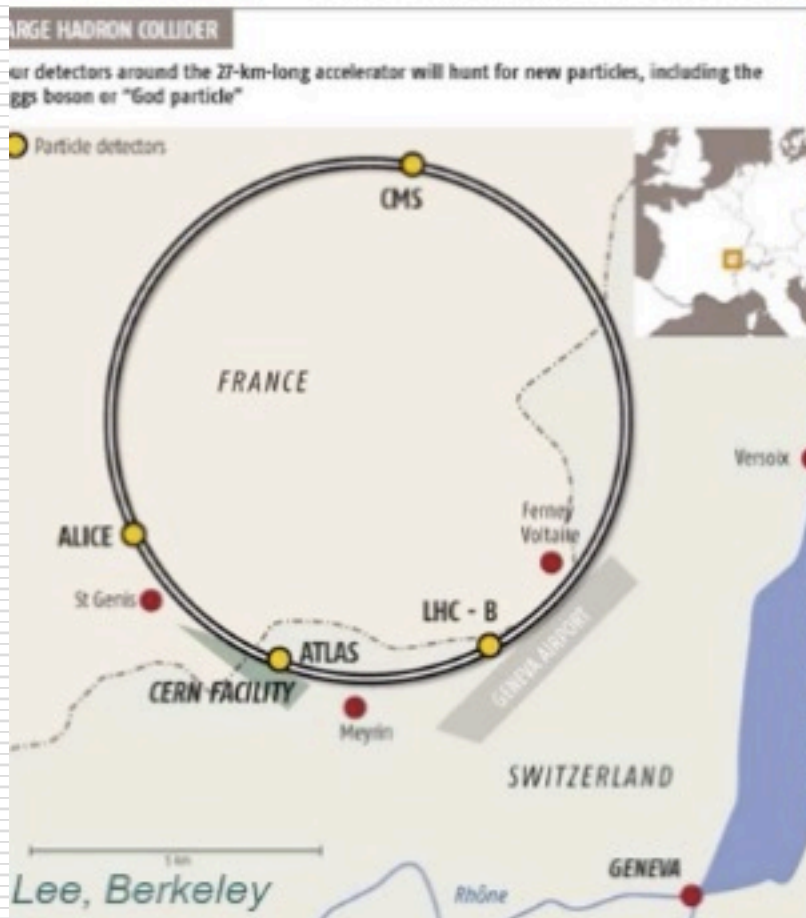 ARGE HADRON COLLIDER
ur detectors around the 27-km-long accelerator will hunt for new particles, including the
ggs boson or "God particle"
Particle detectors
CMS
FRANCE
Versoix
Ferney
Voltaire
ALICE
St Genis
LHC - B
ATLAS
GENEVA AIRPORT
CERN FACILITY
Meyrin
SWITZERLAND
5 km
GENEVA
Lee, Berkeley
Rhône